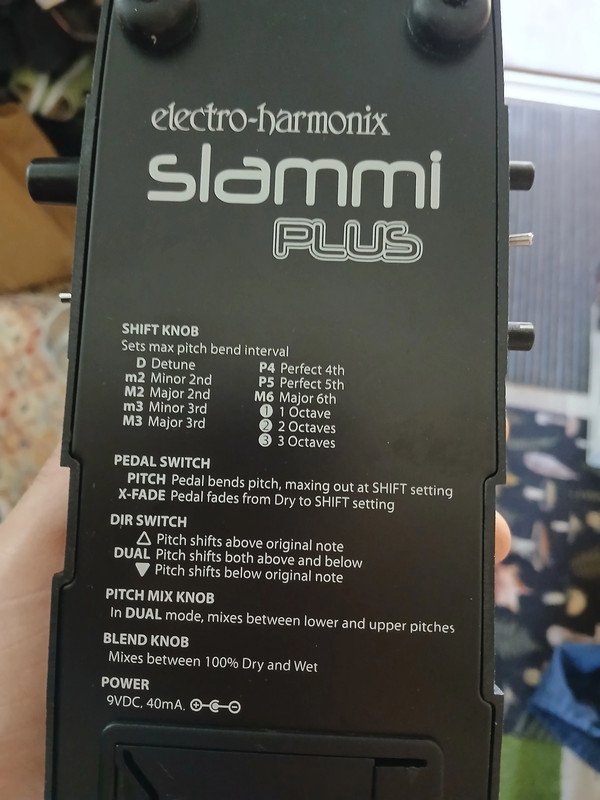 electro-harmonix
slammi
PLUS
SHIFT KNOB
Sets max pitch bend interval
D Detune
m2 Minor 2nd
M2 Major 2nd
m3 Minor 3rd
M3 Major 3rd
P4 Perfect 4th
P5 Perfect 5th
M6 Major 6th
1 1 Octave
2 2 Octaves
3 3 Octaves
PEDAL SWITCH
PITCH Pedal bends pitch, maxing out at SHIFT setting
X-FADE Pedal fades from Dry to SHIFT setting
DIR SWITCH
△ Pitch shifts above original note
DUAL Pitch shifts both above and below
▼ Pitch shifts below original note
PITCH MIX KNOB
In DUAL mode, mixes between lower and upper pitches
BLEND KNOB
Mixes between 100% Dry and Wet
POWER
9VDC, 40mA.